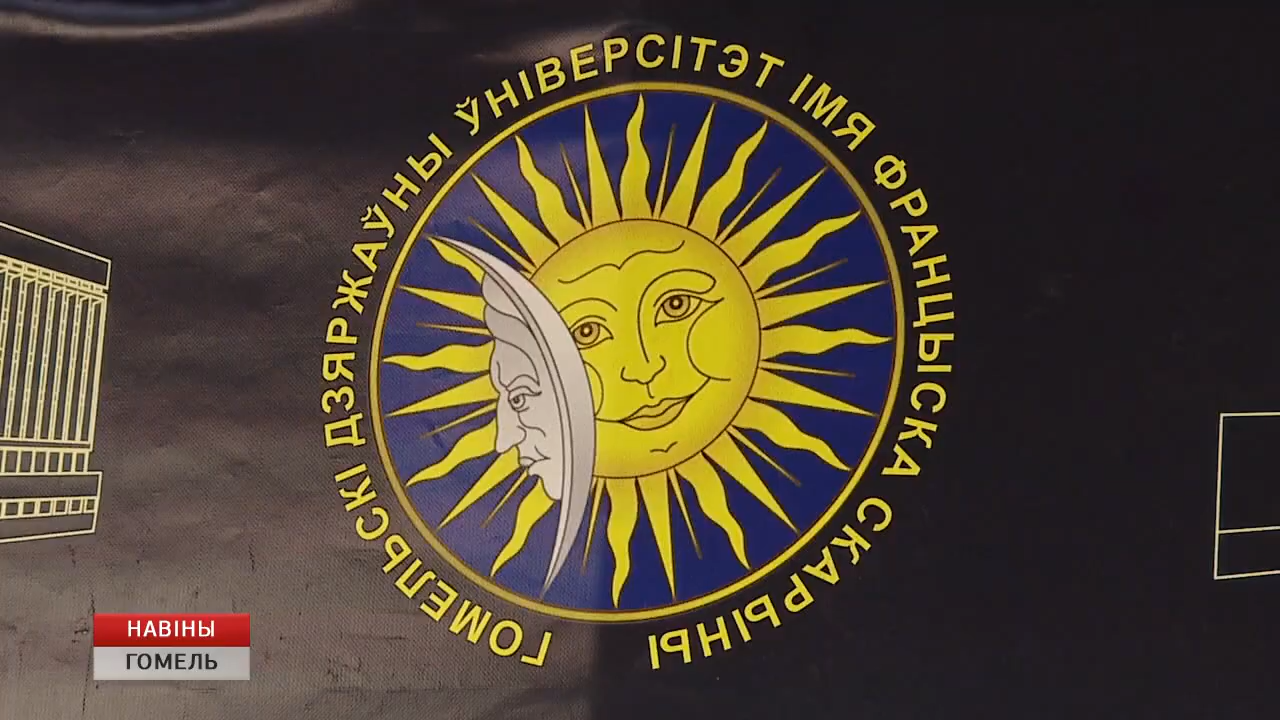 ГОМЕЛЬСКІ ДЗЯРЖАЎНЫ ЎНІВЕРСІТЭТ ІМЯ ФРАНЦЫСКА СКАРЫНЫ
НАВІНЫ
ГОМЕЛЬ